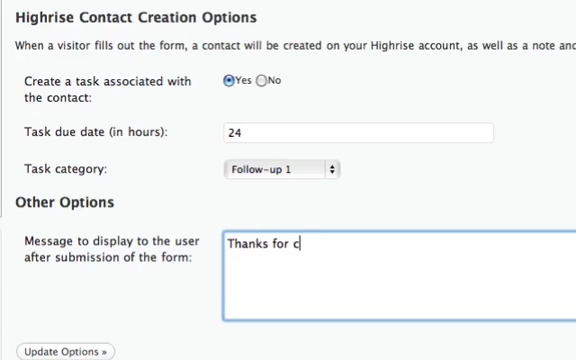 Highrise Contact Creation Options
When a visitor fills out the form, a contact will be created on your Highrise account, as well as a note and
Create a task associated with
the contact:
Yes No
Task due date (in hours):
24
Task category:
Follow-up 1
Other Options
Message to display to the user
after submission of the form:
Thanks for c
Update Options »